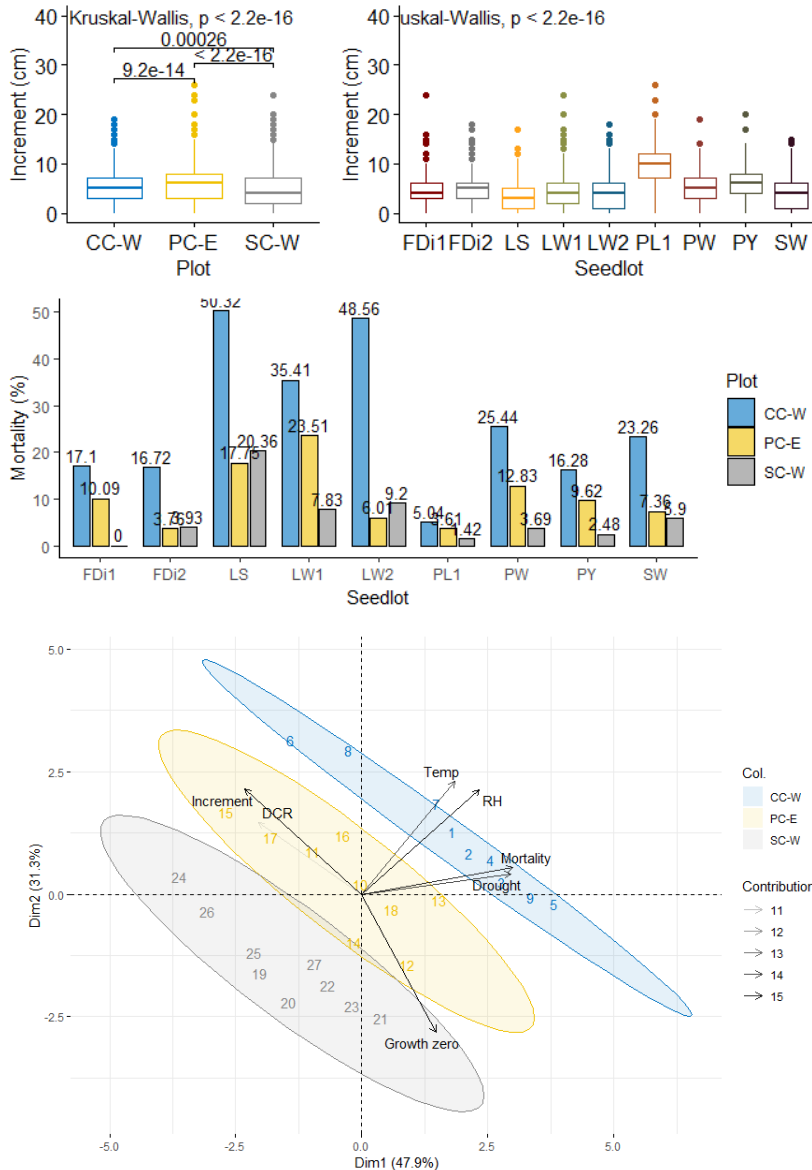 Kruskal-Wallis, p < 2.2e-16
0.00026
< 2.2e-16
9.2e-14
40
30
20
10
0
Increment (cm)
CC-W PC-E SC-W
Plot
uskal-Wallis, p < 2.2e-16
40
30
20
10
0
Increment (cm)
FDi1 FDi2 LS LW1 LW2 PL1 PW PY SW
Seedlot
50
40
30
20
10
0
Mortality (%)
17.1 10.09 0
16.72 3.76 3.93
50.32 17.75 20.36
35.41 23.51 7.83
48.56 6.01 9.2
5.04 3.61 1.42
25.44 12.83 3.69
16.28 9.62 2.48
23.26 7.36 5.9
FDi1 FDi2 LS LW1 LW2 PL1 PW PY SW
Seedlot
Plot
CC-W
PC-E
SC-W
5.0
2.5
0.0
-2.5
Dim2 (31.3%)
6 8
Temp
RH
7
Increment
DCR
15
17 16
11
1
2 4
Mortality
Drought
10
13
9 5
18
24
26
14
12
25
27
19
22
20
23
21
Growth zero
-5.0 -2.5 0.0 2.5 5.0
Dim1 (47.9%)
Col.
CC-W
PC-E
SC-W
Contribution
11
12
13
14
15